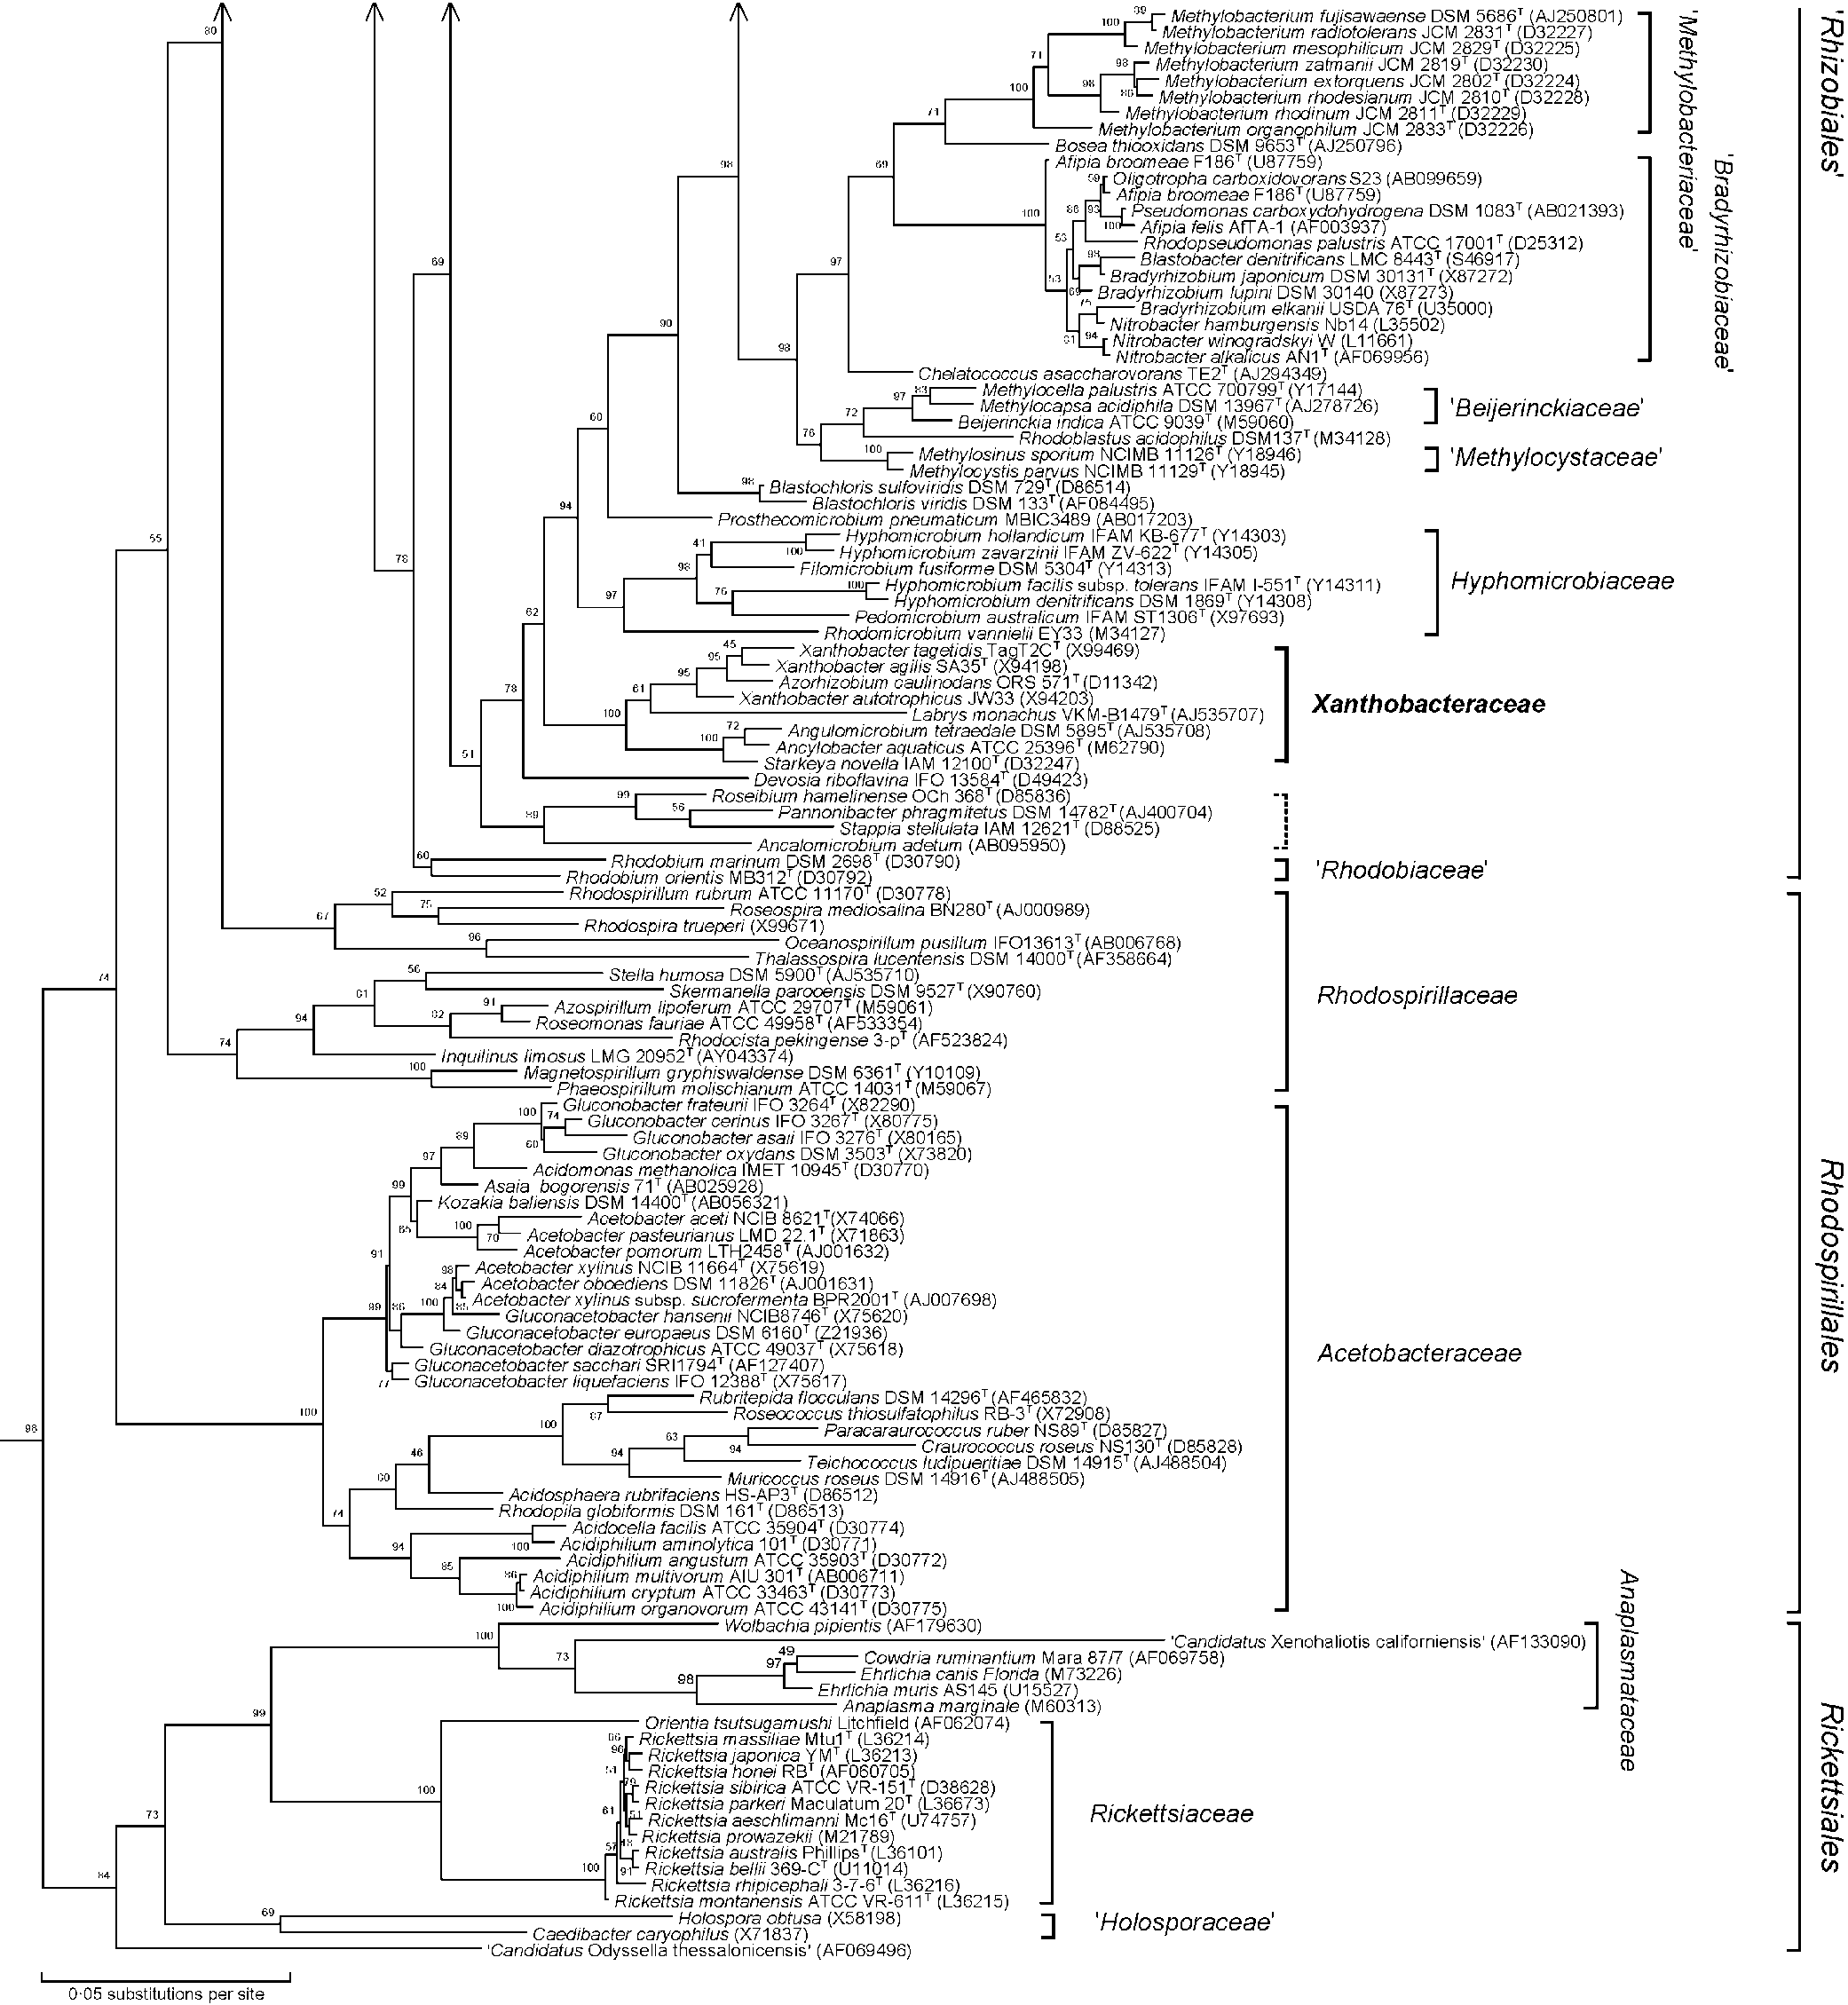 Methylobacterium fujisawaense DSM 5686T (AJ250801)
Methylobacterium radiotolerans JCM 2831T (D32227)
Methylobacterium mesophilicum JCM 2829T (D32225)
Methylobacterium zatmanii JCM 2819T (D32230)
Methylobacterium extorquens JCM 2802T (D32224)
Methylobacterium rhodesianum JCM 2810T (D32228)
Methylobacterium rhodinum JCM 2811T (D32229)
Methylobacterium organophilum JCM 2833T (D32226)
'Methylobacteriaceae'
'Rhizobiales'
Bosea thiooxidans DSM 9653T (AJ250796)
Afipia broomeae F186T (U87759)
Oligotropha carboxidovorans S23 (AB099659)
Afipia broomeae F186T (U87759)
Pseudomonas carboxydohydrogena DSM 1083T (AB021393)
Afipia felis AfTA-1 (AF003937)
Rhodopseudomonas palustris ATCC 17001T (D25312)
Blastobacter denitrificans LMC 8443T (S46917)
Bradyrhizobium japonicum DSM 30131T (X87272)
Bradyrhizobium lupini DSM 30140 (X87273)
Bradyrhizobium elkanii USDA 76T (U35000)
Nitrobacter hamburgensis Nb14 (L35502)
Nitrobacter winogradskyi W (L11661)
Nitrobacter alkalicus AN1T (AF069956)
'Bradyrhizobiaceae'
Chelatococcus asaccharovorans TE2T (AJ294349)
Methylocella palustris ATCC 700799T (Y17144)
Methylocapsa acidiphila DSM 13967T (AJ278726)
Beijerinckia indica ATCC 9039T (M59060)
'Beijerinckiaceae'
Rhodoblastus acidophilus DSM137T (M34128)
Methylosinus sporium NCIMB 11126T (Y18946)
Methylocystis parvus NCIMB 11129T (Y18945)
'Methylocystaceae'
Blastochloris sulfoviridis DSM 729T (D86514)
Blastochloris viridis DSM 133T (AF084495)
Prosthecomicrobium pneumaticum MBIC3489 (AB017203)
Hyphomicrobium hollandicum IFAM KB-677T (Y14303)
Hyphomicrobium zavarzinii IFAM ZV-622T (Y14305)
Filomicrobium fusiforme DSM 5304T (Y14313)
Hyphomicrobium facilis subsp. tolerans IFAM I-551T (Y14311)
Hyphomicrobium denitrificans DSM 1869T (Y14308)
Pedomicrobium australicum IFAM ST1306T (X97693)
Rhodomicrobium vannielii EY33 (M34127)
Hyphomicrobiaceae
Xanthobacter tagetidis TagT2CT (X99469)
Xanthobacter agilis SA35T (X94198)
Azorhizobium caulinodans ORS 571T (D11342)
Xanthobacter autotrophicus JW33 (X94203)
Labrys monachus VKM-B1479T (AJ535707)
Angulomicrobium tetraedale DSM 5895T (AJ535708)
Ancylobacter aquaticus ATCC 25396T (M62790)
Starkeya novella IAM 12100T (D32247)
Xanthobacteraceae
Devosia riboflavina IFO 13584T (D49423)
Roseibium hamelinense OCh 368T (D85836)
Pannonibacter phragmitetus DSM 14782T (AJ400704)
Stappia stellulata IAM 12621T (D88525)
Ancalomicrobium adetum (AB095950)
Rhodobium marinum DSM 2698T (D30790)
Rhodobium orientis MB312T (D30792)
'Rhodobiaceae'
Rhodospirillum rubrum ATCC 11170T (D30778)
Roseospira mediosalina BN280T (AJ000989)
Rhodospira trueperi (X99671)
Oceanospirillum pusillum IFO13613T (AB006768)
Thalassospira lucentensis DSM 14000T (AF358664)
Stella humosa DSM 5900T (AJ535710)
Skermanella parooensis DSM 9527T (X90760)
Azospirillum lipoferum ATCC 29707T (M59061)
Roseomonas fauriae ATCC 49958T (AF533354)
Rhodocista pekingense 3-pT (AF523824)
Inquilinus limosus LMG 20952T (AY043374)
Magnetospirillum gryphiswaldense DSM 6361T (Y10109)
Phaeospirillum molischianum ATCC 14031T (M59067)
Rhodospirillaceae
Gluconobacter frateurii IFO 3264T (X82290)
Gluconobacter cerinus IFO 3267T (X80775)
Gluconobacter asaii IFO 3276T (X80165)
Gluconobacter oxydans DSM 3503T (X73820)
Acidomonas methanolica IMET 10945T (D30770)
Asaia bogorensis 71T (AB025928)
Kozakia baliensis DSM 14400T (AB056321)
Acetobacter aceti NCIB 8621T (X74066)
Acetobacter pasteurianus LMD 22.1T (X71863)
Acetobacter pomorum LTH2458T (AJ001632)
Acetobacter xylinus NCIB 11664T (X75619)
Acetobacter oboediens DSM 11826T (AJ001631)
Acetobacter xylinus subsp. sucrofermenta BPR2001T (AJ007698)
Gluconacetobacter hansenii NCIB8746T (X75620)
Gluconacetobacter europaeus DSM 6160T (Z21936)
Gluconacetobacter diazotrophicus ATCC 49037T (X75618)
Gluconacetobacter sacchari SRI1794T (AF127407)
Gluconacetobacter liquefaciens IFO 12388T (X75617)
Rubritepida flocculans DSM 14296T (AF465832)
Roseococcus thiosulfatophilus RB-3T (X72908)
Paracaraurococcus ruber NS89T (D85827)
Craurococcus roseus NS130T (D85828)
Teichococcus ludipueritiae DSM 14915T (AJ488504)
Muricoccus roseus DSM 14916T (AJ488505)
Acidosphaera rubrifaciens HS-AP3T (D86512)
Rhodopila globiformis DSM 161T (D86513)
Acidocella facilis ATCC 35904T (D30774)
Acidiphilium aminolytica 101T (D30771)
Acidiphilium angustum ATCC 35903T (D30772)
Acidiphilium multivorum AIU 301T (AB006711)
Acidiphilium cryptum ATCC 33463T (D30773)
Acidiphilium organovorum ATCC 43141T (D30775)
Acetobacteraceae
Rhodospirillales
Wolbachia pipientis (AF179630)
'Candidatus Xenohaliotis californiensis' (AF133090)
Cowdria ruminantium Mara 87/7 (AF069758)
Ehrlichia canis Florida (M73226)
Ehrlichia muris AS145 (U15527)
Anaplasma marginale (M60313)
Anaplasmataceae
Orientia tsutsugamushi Litchfield (AF062074)
Rickettsia massiliae Mtu1T (L36214)
Rickettsia japonica YMT (L36213)
Rickettsia honei RBT (AF060705)
Rickettsia sibirica ATCC VR-151T (D38628)
Rickettsia parkeri Maculatum 20T (L36673)
Rickettsia aeschlimanni Mc16T (U74757)
Rickettsia prowazekii (M21789)
Rickettsia australis PhillipsT (L36101)
Rickettsia bellii 369-CT (U11014)
Rickettsia rhipicephali 3-7-6T (L36216)
Rickettsia montanensis ATCC VR-611T (L36215)
Rickettsiaceae
Rickettsiales
Holospora obtusa (X58198)
Caedibacter caryophilus (X71837)
'Holosporaceae'
'Candidatus Odyssella thessalonicensis' (AF069496)
0·05 substitutions per site